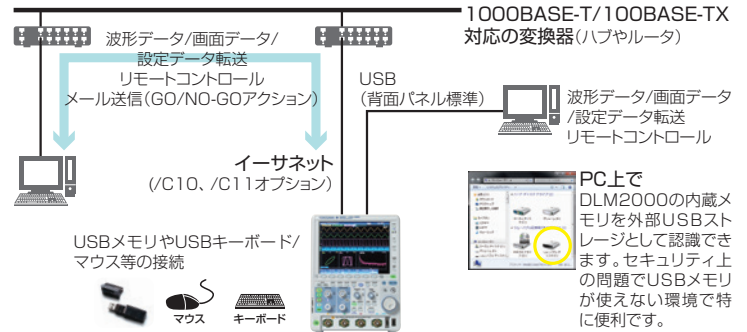 1000BASE-T/100BASE-TX
対応の変換器(ハブやルータ)
波形データ/画面データ/
設定データ転送
リモートコントロール
メール送信(GO/NO-GOアクション)
USB
(背面パネル標準)
波形データ/画面データ
/設定データ転送
リモートコントロール
イーサネット
(/C10、/C11オプション)
PC上で
DLM2000の内蔵メ
モリを外部USBスト
レージとして認識でき
ます。セキュリティ上
の問題でUSBメモリ
が使えない環境で特
に便利です。
USBメモリやUSBキーボード/
マウス等の接続
マウス
キーボード